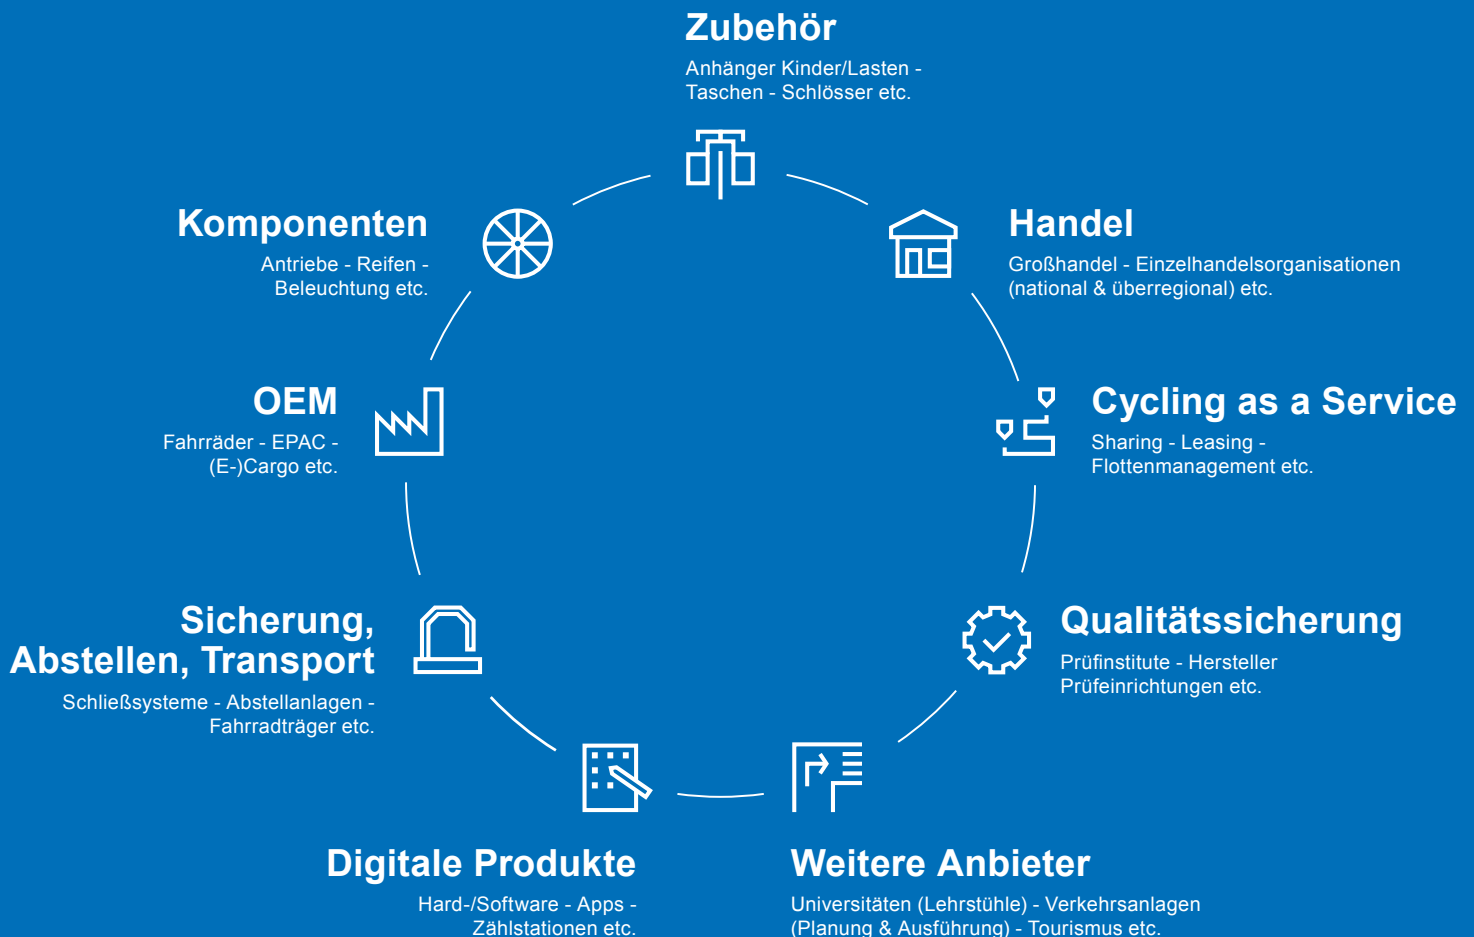 Zubehör
Anhänger Kinder/Lasten -
Taschen - Schlösser etc.
Komponenten
Antriebe - Reifen -
Beleuchtung etc.
Handel
Großhandel - Einzelhandelsorganisationen
(national & überregional) etc.
OEM
Fahrräder - EPAC -
(E-)Cargo etc.
Cycling as a Service
Sharing - Leasing -
Flottenmanagement etc.
Sicherung,
Abstellen, Transport
Schließsysteme - Abstellanlagen -
Fahrradträger etc.
Qualitätssicherung
Prüfinstitute - Hersteller
Prüfeinrichtungen etc.
Digitale Produkte
Hard-/Software - Apps -
Zählstationen etc.
Weitere Anbieter
Universitäten (Lehrstühle) - Verkehrsanlagen
(Planung & Ausführung) - Tourismus etc.